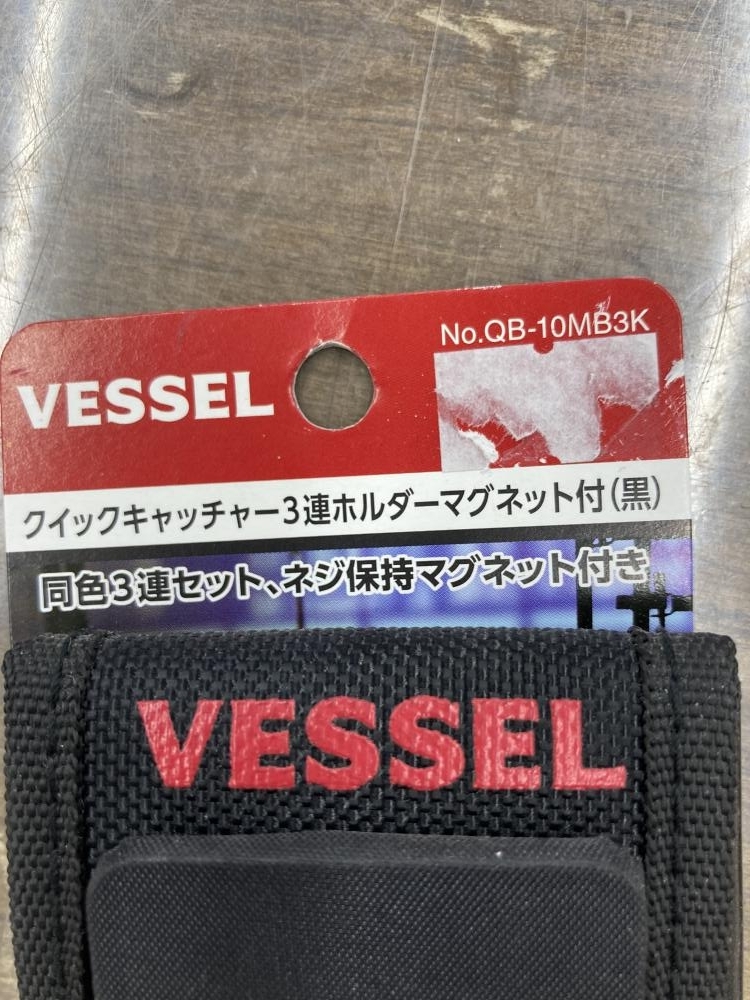 No.QB-10MB3K
VESSEL
クイックキャッチャー3連ホルダーマグネット付(黒)
同色3連セット、ネジ保持マグネット付き
VESSEL